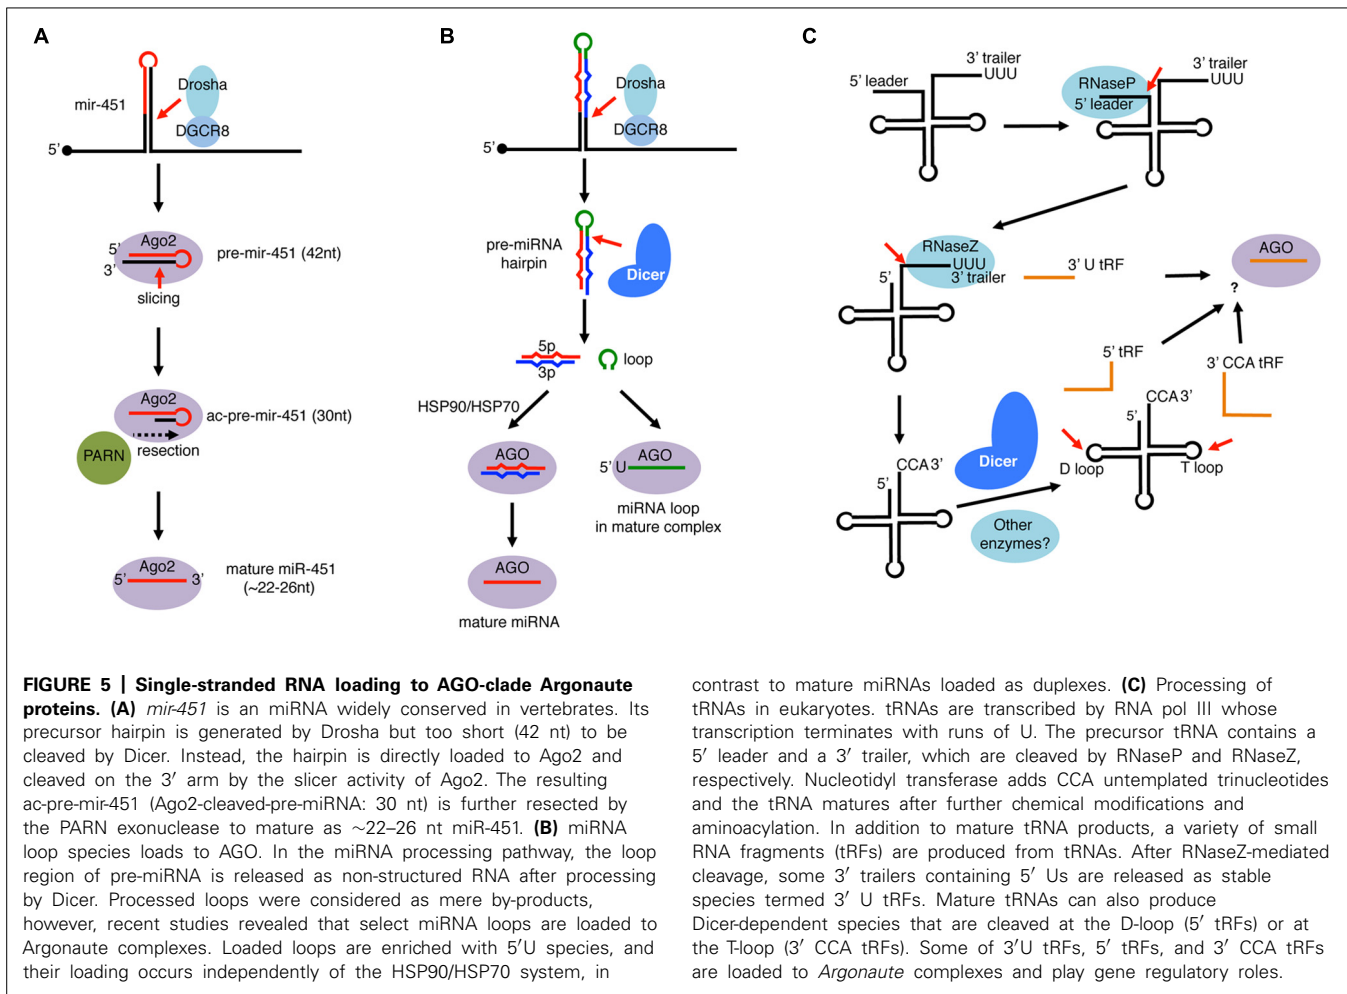 A
mir-451
Drosha
DGCR8
5’
Ago2
5’
3’
slicing
pre-mir-451 (42nt)
Ago2
ac-pre-mir-451 (30nt)
PARN
resection
Ago2
5’
3’
mature miR-451
(~22-26nt)
B
Drosha
DGCR8
5’
pre-miRNA
hairpin
Dicer
5p
3p
loop
HSP90/HSP70
AGO
AGO
5’ U
miRNA loop
in mature complex
AGO
mature miRNA
C
5’ leader
3’ trailer
UUU
RNaseP
5’ leader
3’ trailer
UUU
RNaseZ
UUU
3’ trailer
5’
3’ U tRF
AGO
?
5’ tRF
3’ CCA tRF
CCA3’
5’
Dicer
Other
enzymes?
CCA3’
5’
D loop
T loop
FIGURE 5 | Single-stranded RNA loading to AGO-clade Argonaute
proteins. (A) mir-451 is an miRNA widely conserved in vertebrates. Its
precursor hairpin is generated by Drosha but too short (42 nt) to be
cleaved by Dicer. Instead, the hairpin is directly loaded to Ago2 and
cleaved on the 3′ arm by the slicer activity of Ago2. The resulting
ac-pre-mir-451 (Ago2-cleaved-pre-miRNA: 30 nt) is further resected by
the PARN exonuclease to mature as ∼22–26 nt miR-451. (B) miRNA
loop species loads to AGO. In the miRNA processing pathway, the loop
region of pre-miRNA is released as non-structured RNA after processing
by Dicer. Processed loops were considered as mere by-products,
however, recent studies revealed that select miRNA loops are loaded to
Argonaute complexes. Loaded loops are enriched with 5′U species, and
their loading occurs independently of the HSP90/HSP70 system, in
contrast to mature miRNAs loaded as duplexes. (C) Processing of
tRNAs in eukaryotes. tRNAs are transcribed by RNA pol III whose
transcription terminates with runs of U. The precursor tRNA contains a
5′ leader and a 3′ trailer, which are cleaved by RNaseP and RNaseZ,
respectively. Nucleotidyl transferase adds CCA untemplated trinucleotides
and the tRNA matures after further chemical modifications and
aminoacylation. In addition to mature tRNA products, a variety of small
RNA fragments (tRFs) are produced from tRNAs. After RNaseZ-mediated
cleavage, some 3′ trailers containing 5′ Us are released as stable
species termed 3′ U tRFs. Mature tRNAs can also produce
Dicer-dependent species that are cleaved at the D-loop (5′ tRFs) or at
the T-loop (3′ CCA tRFs). Some of 3′U tRFs, 5′ tRFs, and 3′ CCA tRFs
are loaded to Argonaute complexes and play gene regulatory roles.